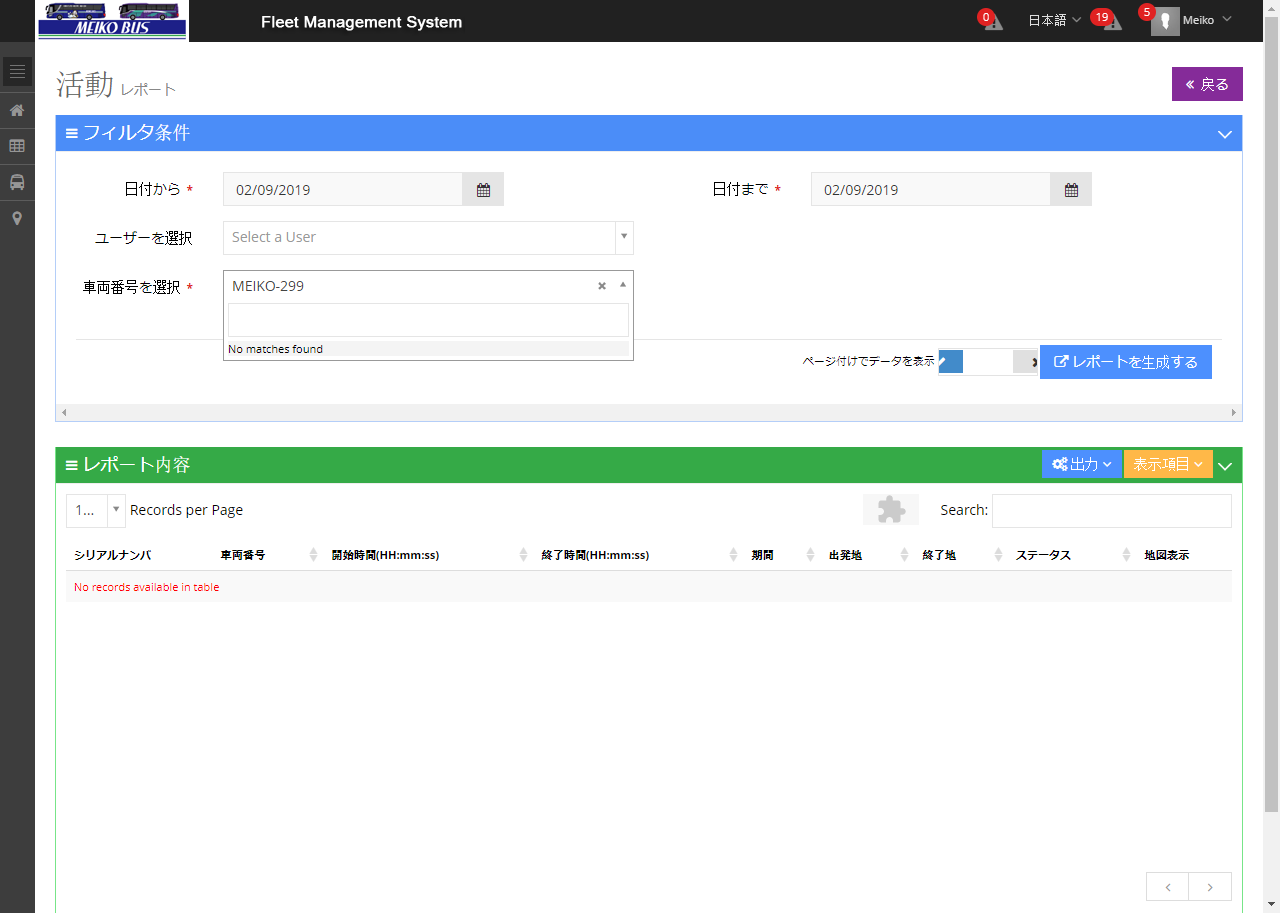 MEIKO BUS
Fleet Management System
0
日本語
19
5
Meiko
活動 レポート
« 戻る
フィルタ条件
日付から *
02/09/2019
日付まで *
02/09/2019
ユーザーを選択
Select a User
車両番号を選択 *
MEIKO-299
No matches found
ページ付けでデータを表示
レポートを生成する
レポート内容
出力
表示項目
1...
Records per Page
Search:
シリアルナンバ 車両番号 開始時間(HH:mm:ss) 終了時間(HH:mm:ss) 期間 出発地 終了地 ステータス 地図表示
No records available in table